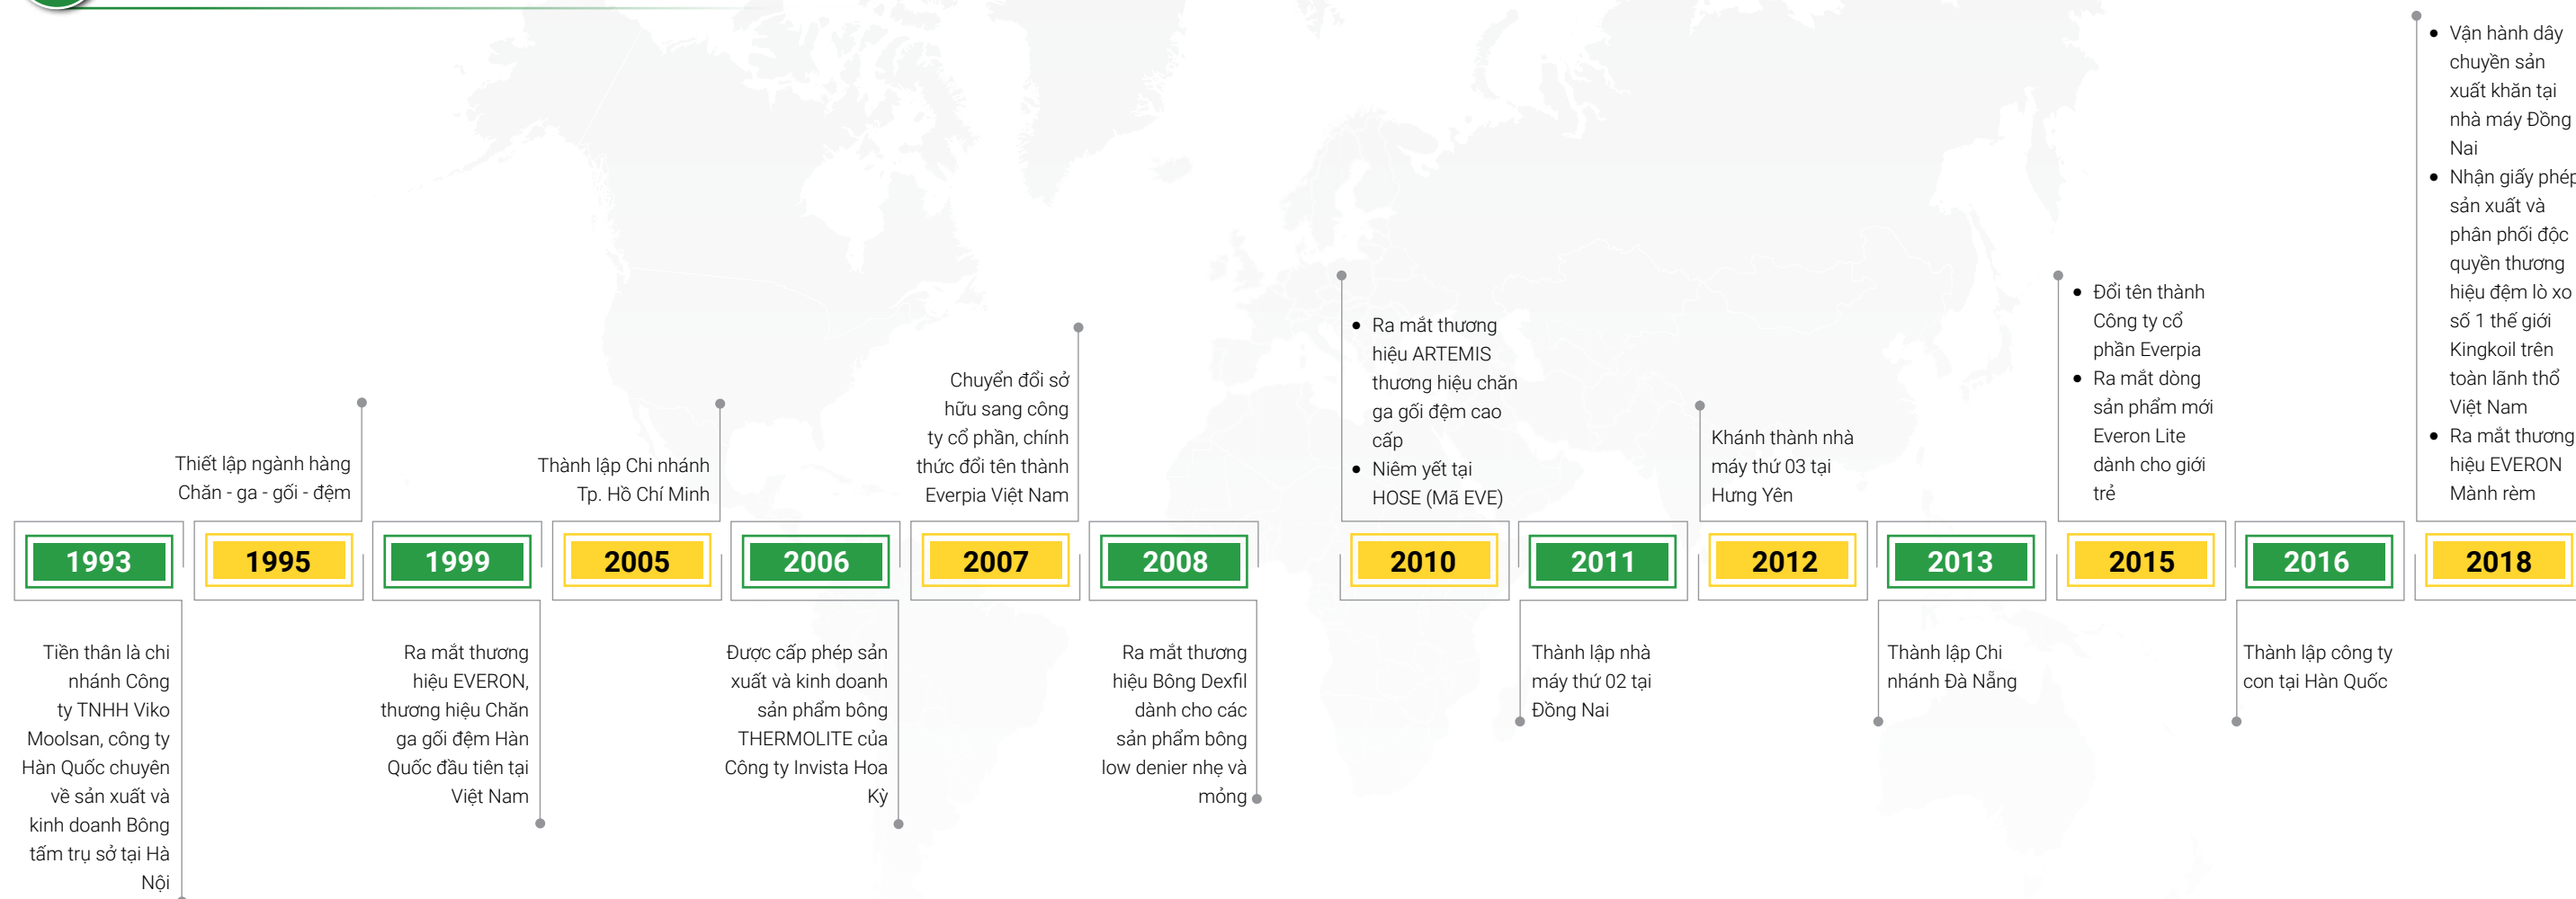 1993
Tiền thân là chi
nhánh Công
ty TNHH Viko
Moolsan, công ty
Hàn Quốc chuyên
về sản xuất và
kinh doanh Bông
tấm trụ sở tại Hà
Nội
Thiết lập ngành hàng
Chăn - ga - gối - đệm
1995
1999
Ra mắt thương
hiệu EVERON,
thương hiệu Chăn
ga gối đệm Hàn
Quốc đầu tiên tại
Việt Nam
Thành lập Chi nhánh
Tp. Hồ Chí Minh
2005
2006
Được cấp phép sản
xuất và kinh doanh
sản phẩm bông
THERMOLITE của
Công ty Invista Hoa
Kỳ
Chuyển đổi sở
hữu sang công
ty cổ phần, chính
thức đổi tên thành
Everpia Việt Nam
2007
2008
Ra mắt thương
hiệu Bông Dexfil
dành cho các
sản phẩm bông
low denier nhẹ và
mỏng
• Ra mắt thương
hiệu ARTEMIS
thương hiệu chăn
ga gối đệm cao
cấp
• Niêm yết tại
HOSE (Mã EVE)
2010
2011
Thành lập nhà
máy thứ 02 tại
Đồng Nai
Khánh thành nhà
máy thứ 03 tại
Hưng Yên
2012
2013
Thành lập Chi
nhánh Đà Nẵng
• Đổi tên thành
Công ty cổ
phần Everpia
• Ra mắt dòng
sản phẩm mới
Everon Lite
dành cho giới
trẻ
2015
2016
Thành lập công ty
con tại Hàn Quốc
• Vận hành dây
chuyền sản
xuất khăn tại
nhà máy Đồng
Nai
• Nhận giấy phép
sản xuất và
phân phối độc
quyền thương
hiệu đệm lò xo
số 1 thế giới
Kingkoil trên
toàn lãnh thổ
Việt Nam
• Ra mắt thương
hiệu EVERON
Mành rèm
2018